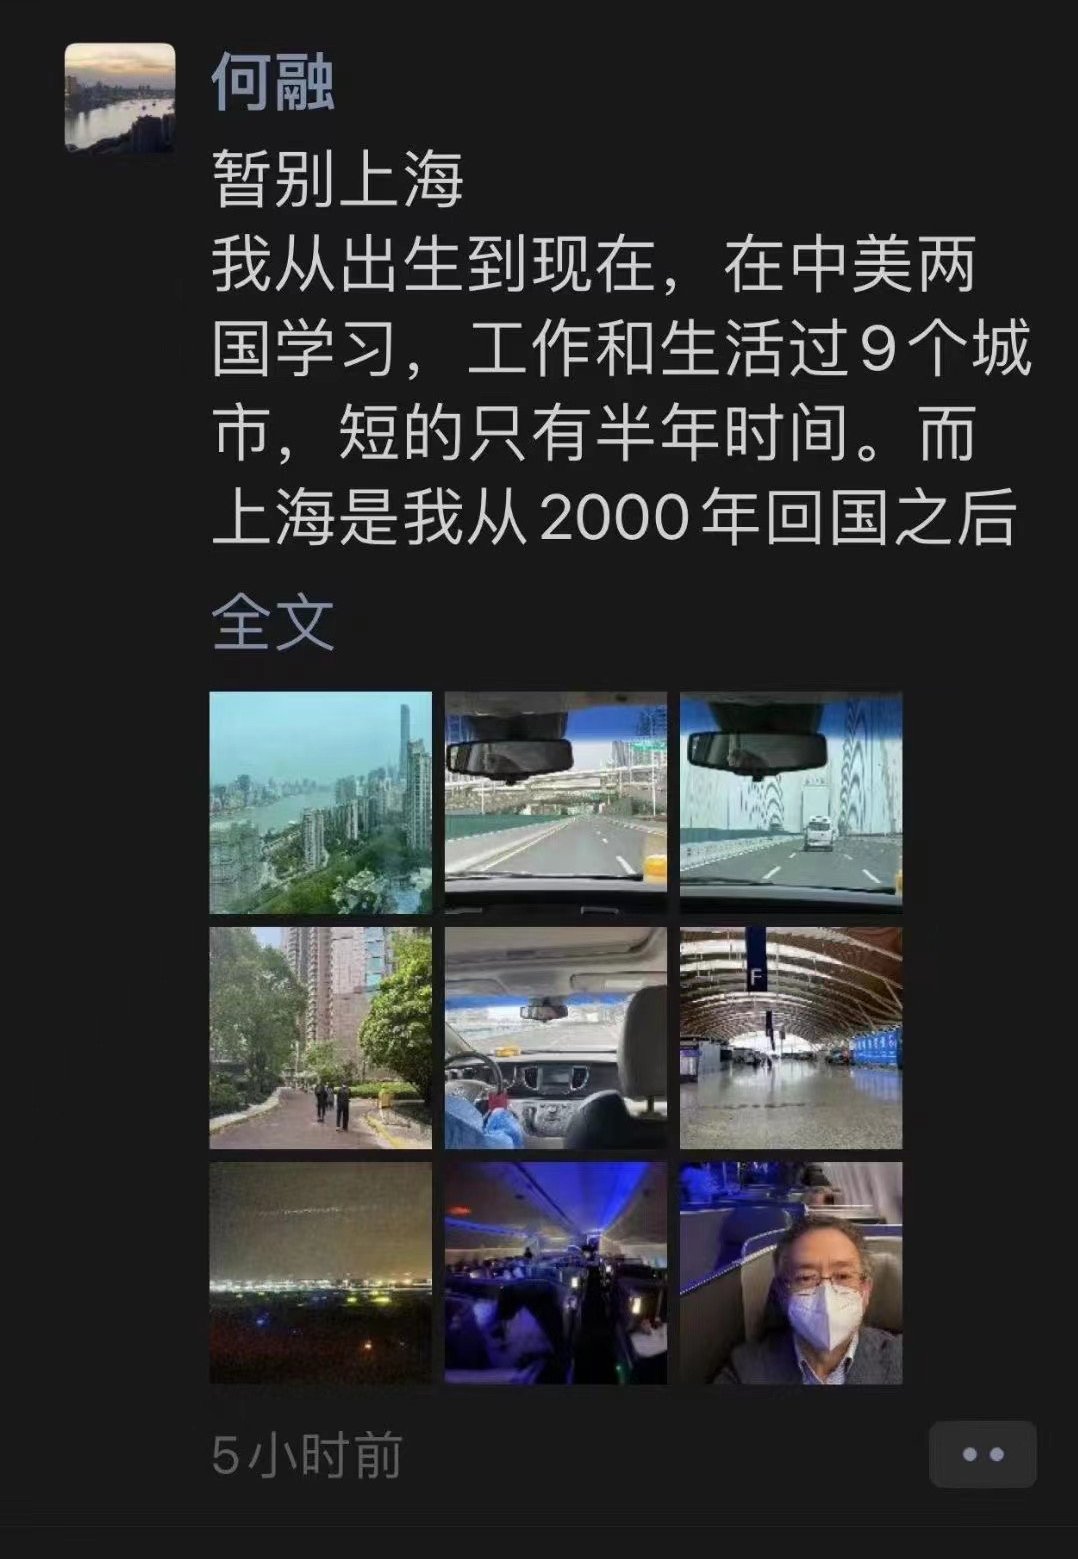 何融
暂别上海
我从出生到现在，在中美两
国学习，工作和生活过9个城
市，短的只有半年时间。而
上海是我从2000年回国之后
全文
F
5小时前